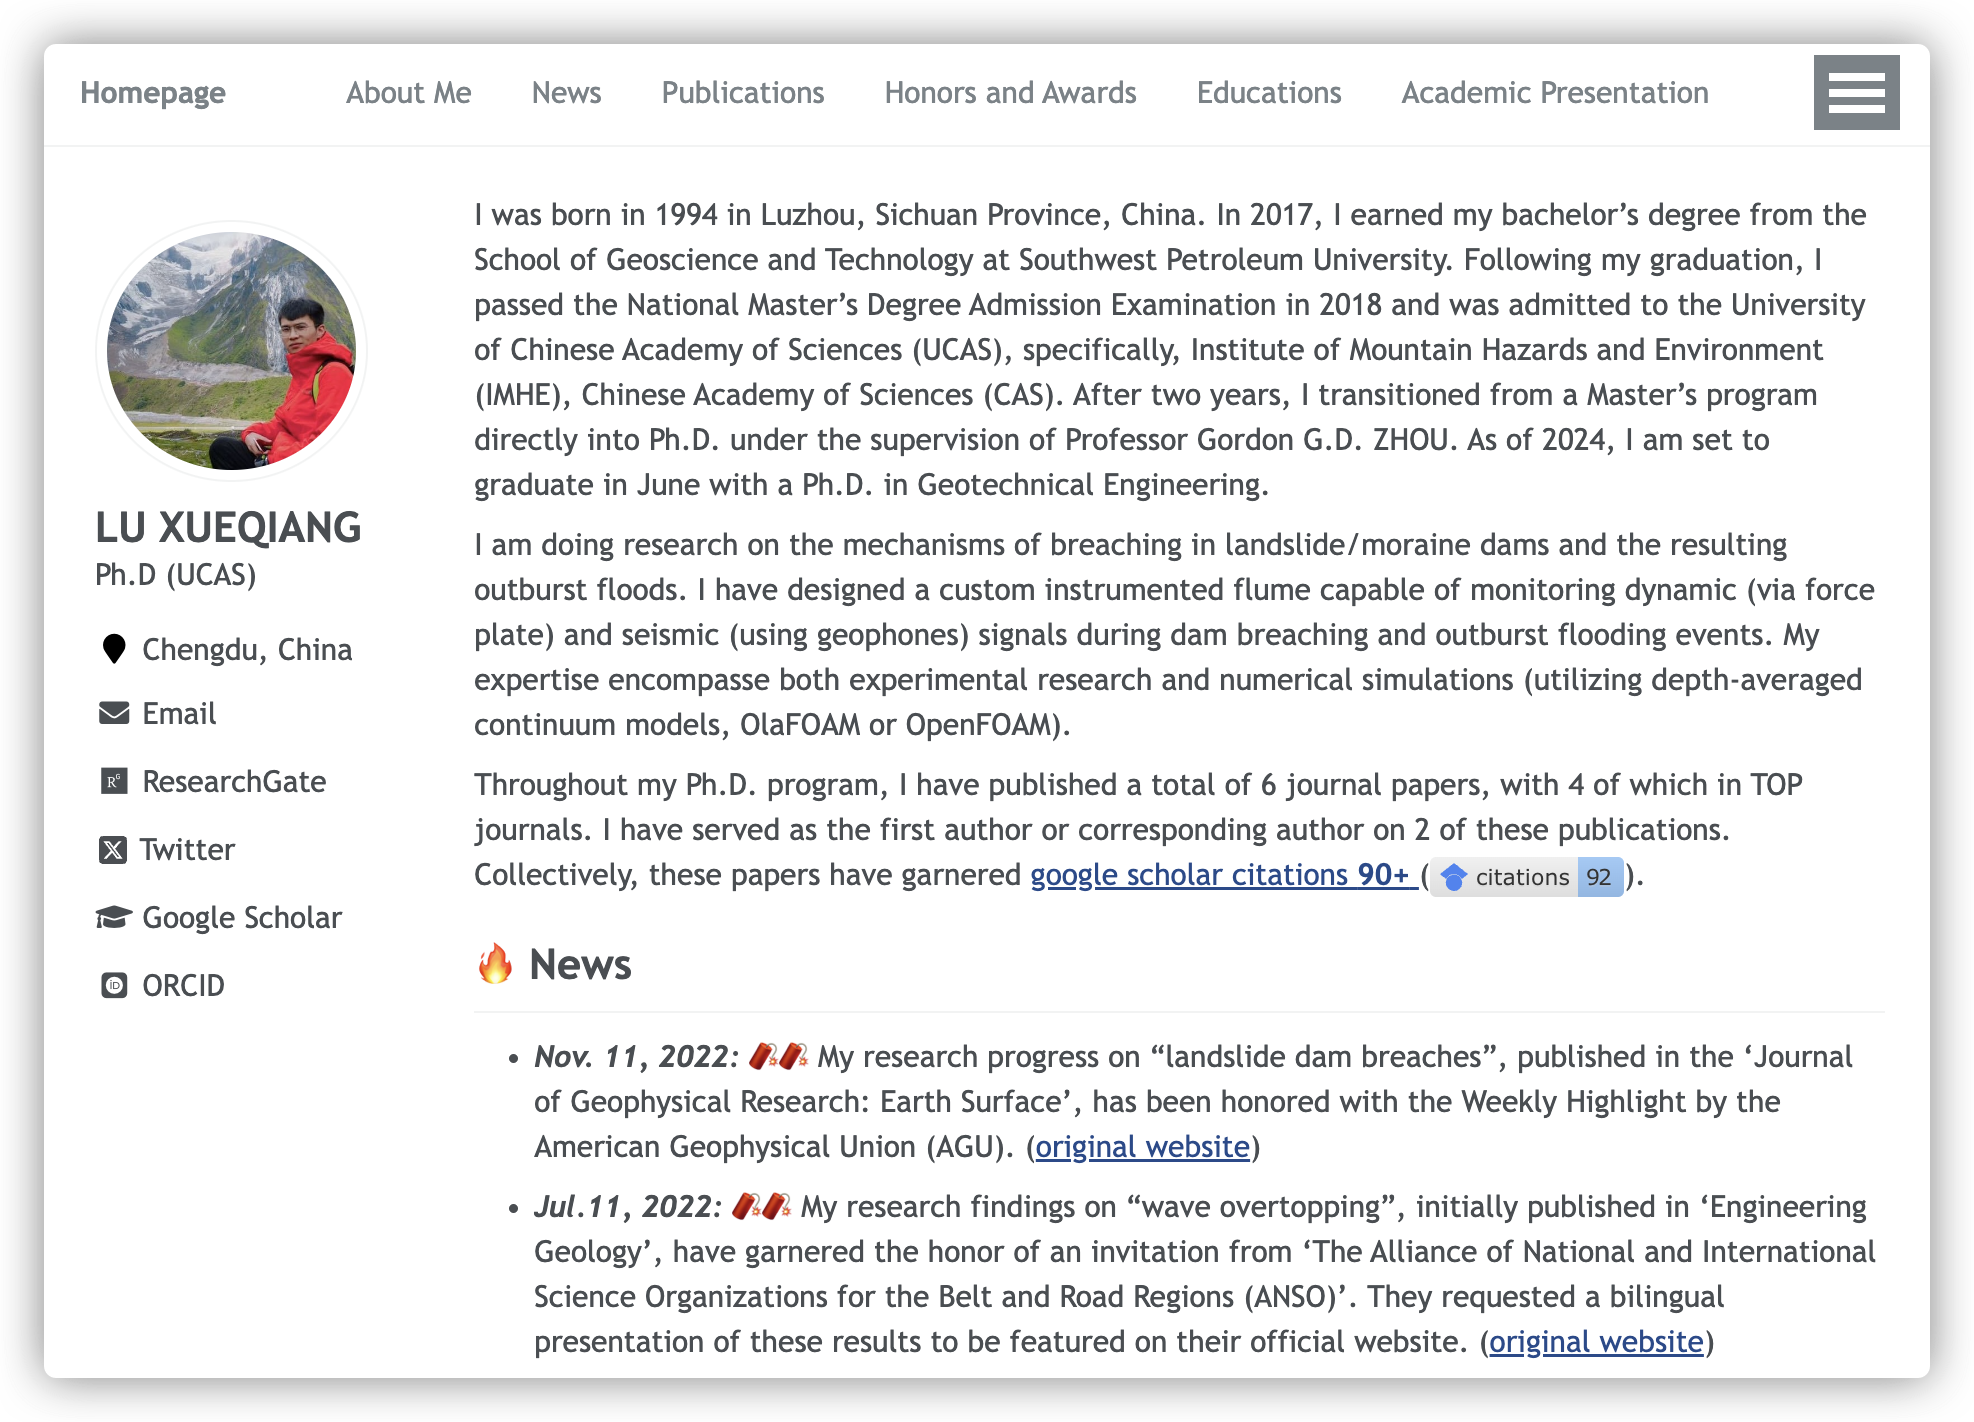 Homepage
About Me
News
Publications
Honors and Awards
Educations
Academic Presentation
LU XUEQIANG
Ph.D (UCAS)
Chengdu, China
Email
ResearchGate
Twitter
Google Scholar
ORCID
I was born in 1994 in Luzhou, Sichuan Province, China. In 2017, I earned my bachelor’s degree from the
School of Geoscience and Technology at Southwest Petroleum University. Following my graduation, I
passed the National Master’s Degree Admission Examination in 2018 and was admitted to the University
of Chinese Academy of Sciences (UCAS), specifically, Institute of Mountain Hazards and Environment
(IMHE), Chinese Academy of Sciences (CAS). After two years, I transitioned from a Master’s program
directly into Ph.D. under the supervision of Professor Gordon G.D. ZHOU. As of 2024, I am set to
graduate in June with a Ph.D. in Geotechnical Engineering.
I am doing research on the mechanisms of breaching in landslide/moraine dams and the resulting
outburst floods. I have designed a custom instrumented flume capable of monitoring dynamic (via force
plate) and seismic (using geophones) signals during dam breaching and outburst flooding events. My
expertise encompasse both experimental research and numerical simulations (utilizing depth-averaged
continuum models, OlaFOAM or OpenFOAM).
Throughout my Ph.D. program, I have published a total of 6 journal papers, with 4 of which in TOP
journals. I have served as the first author or corresponding author on 2 of these publications.
Collectively, these papers have garnered google scholar citations 90+ (citations 92).
🔥 News
• Nov. 11, 2022: 🧨🧨 My research progress on “landslide dam breaches”, published in the ‘Journal
of Geophysical Research: Earth Surface’, has been honored with the Weekly Highlight by the
American Geophysical Union (AGU). (original website)
• Jul.11, 2022: 🧨🧨 My research findings on “wave overtopping”, initially published in ‘Engineering
Geology’, have garnered the honor of an invitation from ‘The Alliance of National and International
Science Organizations for the Belt and Road Regions (ANSO)’. They requested a bilingual
presentation of these results to be featured on their official website. (original website)